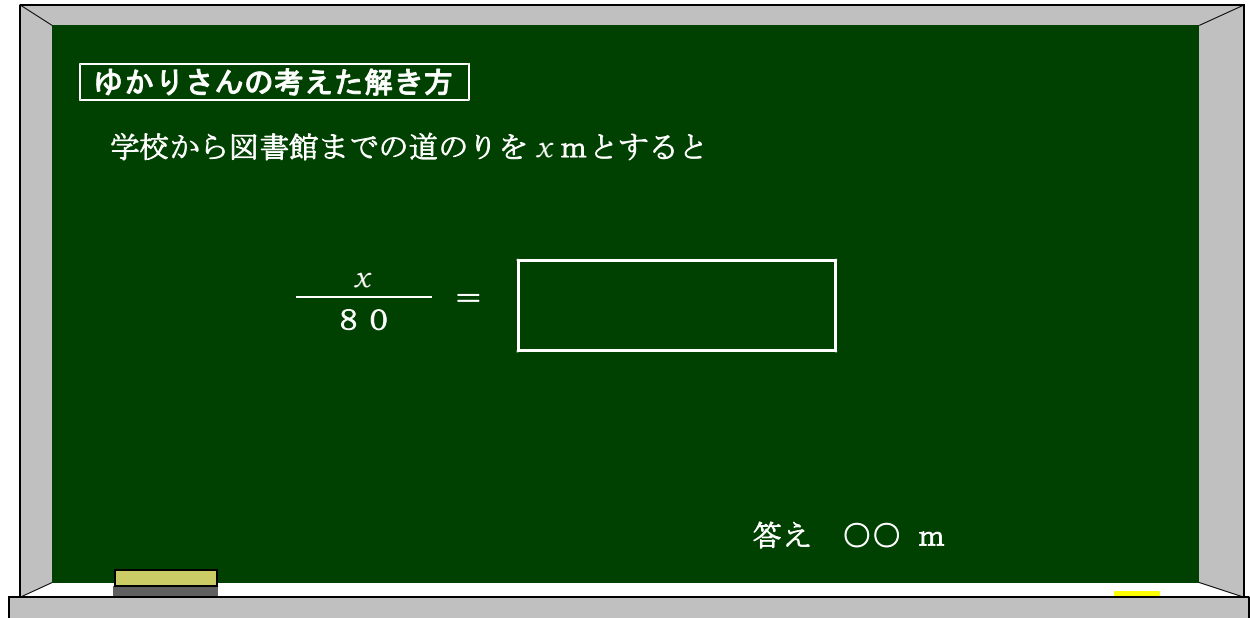 ゆかりさんの考えた解き方
学校から図書館までの道のりを x mとすると
x
８０
＝
答え　○○ m